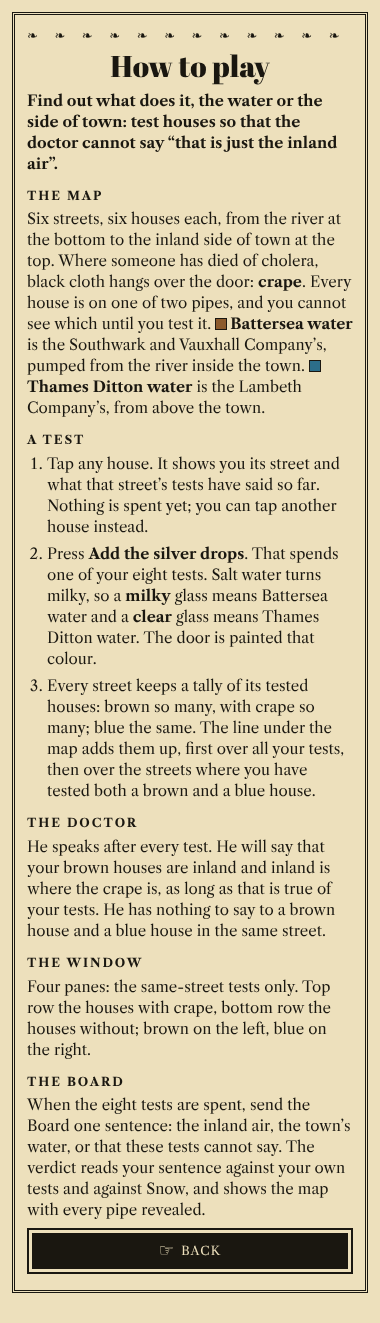 How to play
Find out what does it, the water or the
side of town: test houses so that the
doctor cannot say “that is just the inland
air”.
THE MAP
Six streets, six houses each, from the river at
the bottom to the inland side of town at the
top. Where someone has died of cholera,
black cloth hangs over the door: crape. Every
house is on one of two pipes, and you cannot
see which until you test it. Battersea water
is the Southwark and Vauxhall Company’s,
pumped from the river inside the town.
Thames Ditton water is the Lambeth
Company’s, from above the town.
A TEST
1. Tap any house. It shows you its street and
what that street’s tests have said so far.
Nothing is spent yet; you can tap another
house instead.
2. Press Add the silver drops. That spends
one of your eight tests. Salt water turns
milky, so a milky glass means Battersea
water and a clear glass means Thames
Ditton water. The door is painted that
colour.
3. Every street keeps a tally of its tested
houses: brown so many, with crape so
many; blue the same. The line under the
map adds them up, first over all your tests,
then over the streets where you have
tested both a brown and a blue house.
THE DOCTOR
He speaks after every test. He will say that
your brown houses are inland and inland is
where the crape is, as long as that is true of
your tests. He has nothing to say to a brown
house and a blue house in the same street.
THE WINDOW
Four panes: the same-street tests only. Top
row the houses with crape, bottom row the
houses without; brown on the left, blue on
the right.
THE BOARD
When the eight tests are spent, send the
Board one sentence: the inland air, the town’s
water, or that these tests cannot say. The
verdict reads your sentence against your own
tests and against Snow, and shows the map
with every pipe revealed.
☞ BACK